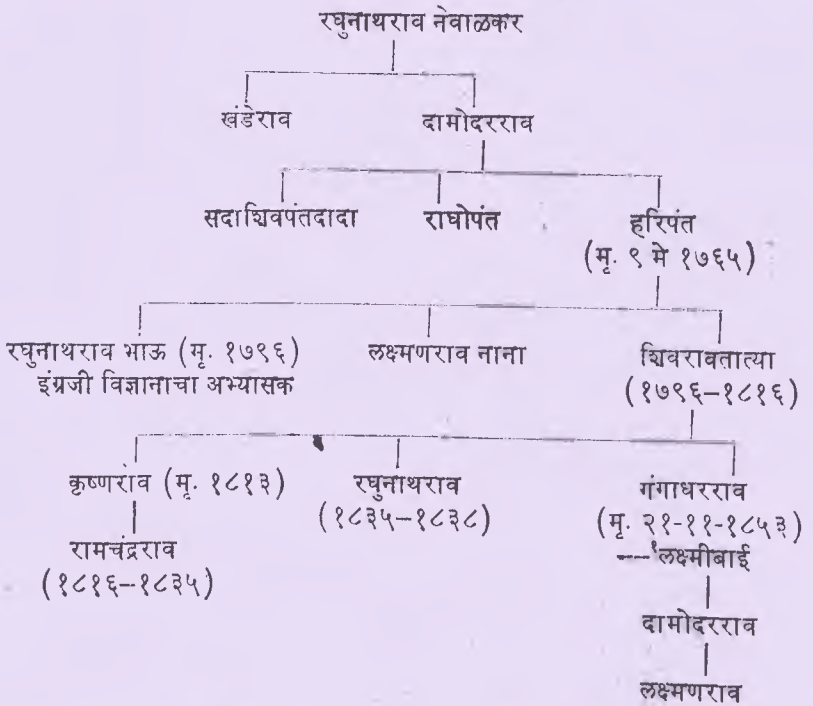 रघुनाथराव नेवाळकर
खंडेराव
दामोदरराव
सदाशिवपंतदादा
राघोपंत
हरिपंत
(मृ. ९ मे १७६५)
रघुनाथराव भाऊ (मृ. १७९६)
इंग्रजी विज्ञानाचा अभ्यासक
लक्ष्मणराव नाना
शिवरावतात्या
(१७९६–१८१६)
कृष्णराव (मृ. १८१३)
रामचंद्रराव
(१८१६–१८३५)
रघुनाथराव
(१८३५–१८३८)
गंगाधरराव
(मृ. २१-११-१८५३)
—१लक्ष्मीबाई
दामोदरराव
लक्ष्मणराव